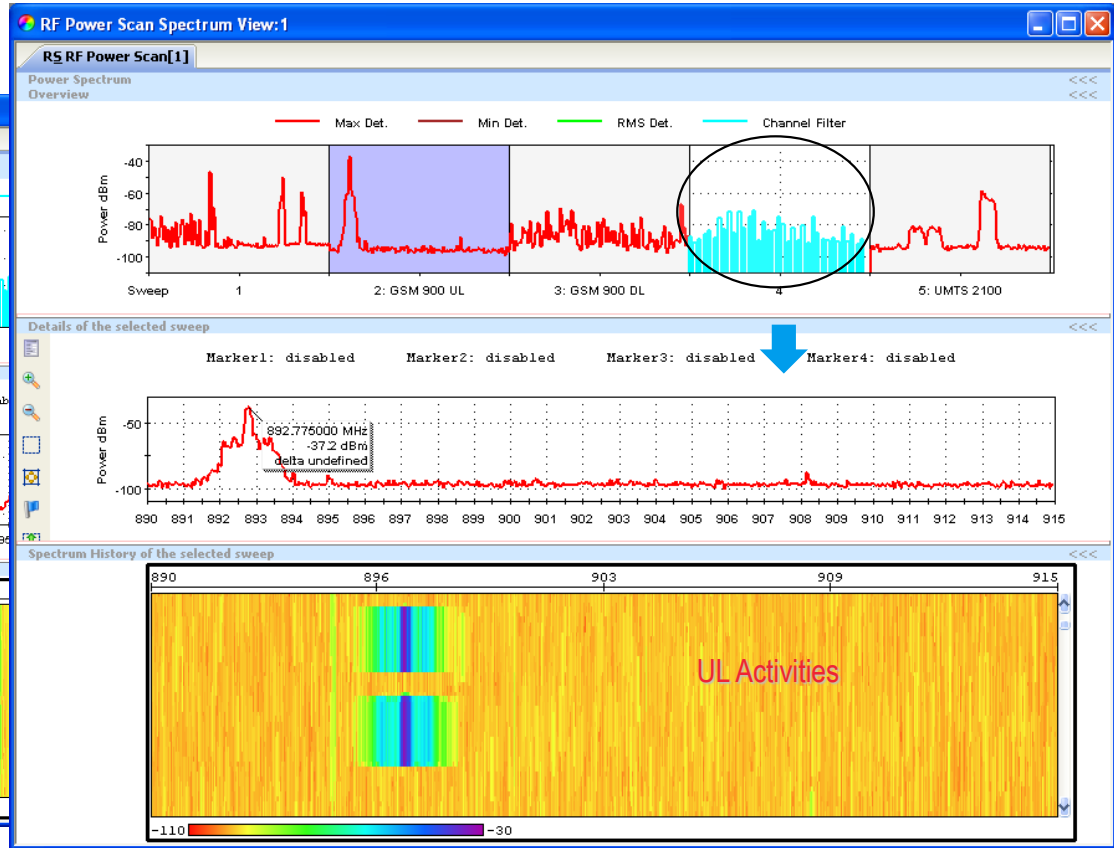 RF Power Scan Spectrum View:1
RS RF Power Scan[1]
Power Spectrum
<<<
Overview
<<<
Max Det. Min Det. RMS Det. Channel Filter
Power dBm
-40
-60
-80
-100
Sweep 1 2: GSM 900 UL 3: GSM 900 DL 4 5: UMTS 2100
Details of the selected sweep
<<<
Marker1: disabled Marker2: disabled Marker3: disabled Marker4: disabled
Power dBm
-50
-100
892.775000 MHz
-37.2 dBm
delta undefined
890 891 892 893 894 895 896 897 898 899 900 901 902 903 904 905 906 907 908 909 910 911 912 913 914 915
Spectrum History of the selected sweep
<<<
890 896 903 909 915
UL Activities
-110 -30